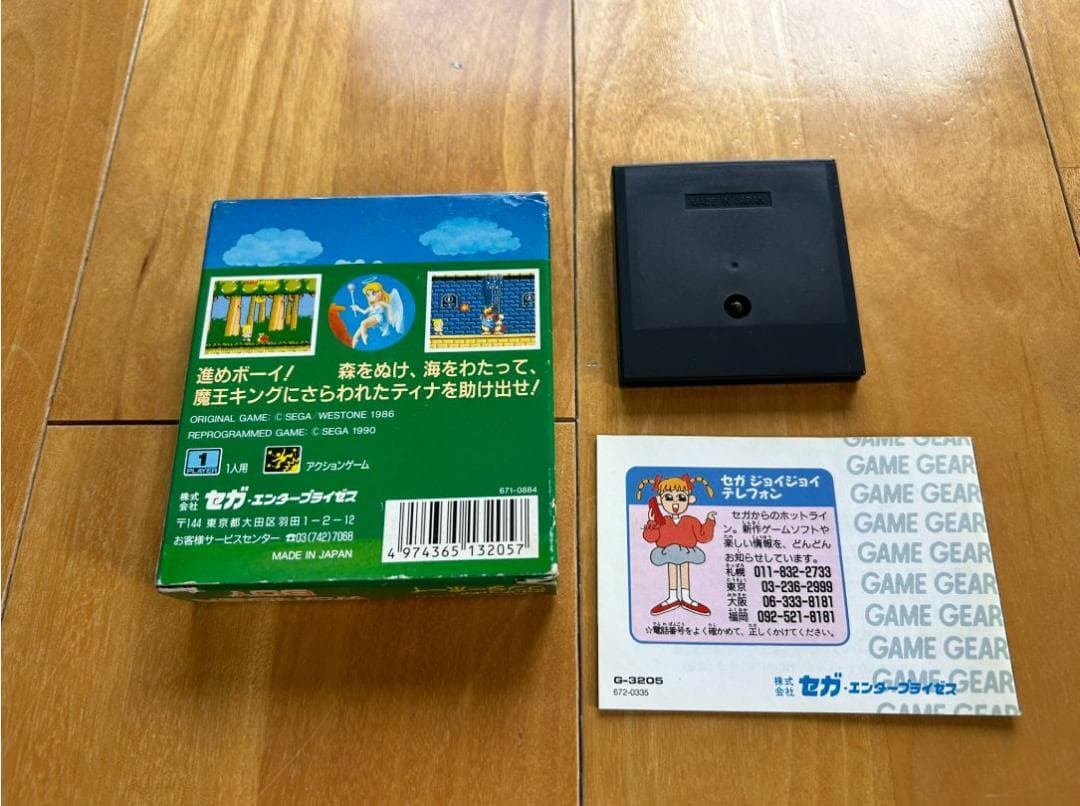 進めボーイ! 森をぬけ、海をわたって、
魔王キングにさらわれたティナを助け出せ!
ORIGINAL GAME: © SEGA/WESTONE 1986
REPROGRAMMED GAME: © SEGA 1990
1
PLAYER
1人用
アクションゲーム
671-0884
株式
会社
セガ・エンタープライゼス
〒144 東京都大田区羽田1-2-12
お客様サービスセンター ☎03(742)7068
MADE IN JAPAN
4 974365 132057
BOY
MADE IN JAPAN
セガ ジョイジョイ
テレフォン
セガからのホットライ
ン。新作ゲームソフトや
楽しい情報を、どんどん
お知らせしています。
札幌 011-832-2733
東京 03-236-2999
大阪 06-333-8181
福岡 092-521-8181
☆電話番号をよく確かめて、正しくかけてください。
G-3205
672-0335
株式
会社
セガ・エンタープライゼス
GAME GEAR
GAME GEAR
GAME GEAR
GAME GEAR
GAME GEAR
GAME GEAR
GAME GEAR
GAME GEAR
GAME GEAR
GAME GEAR